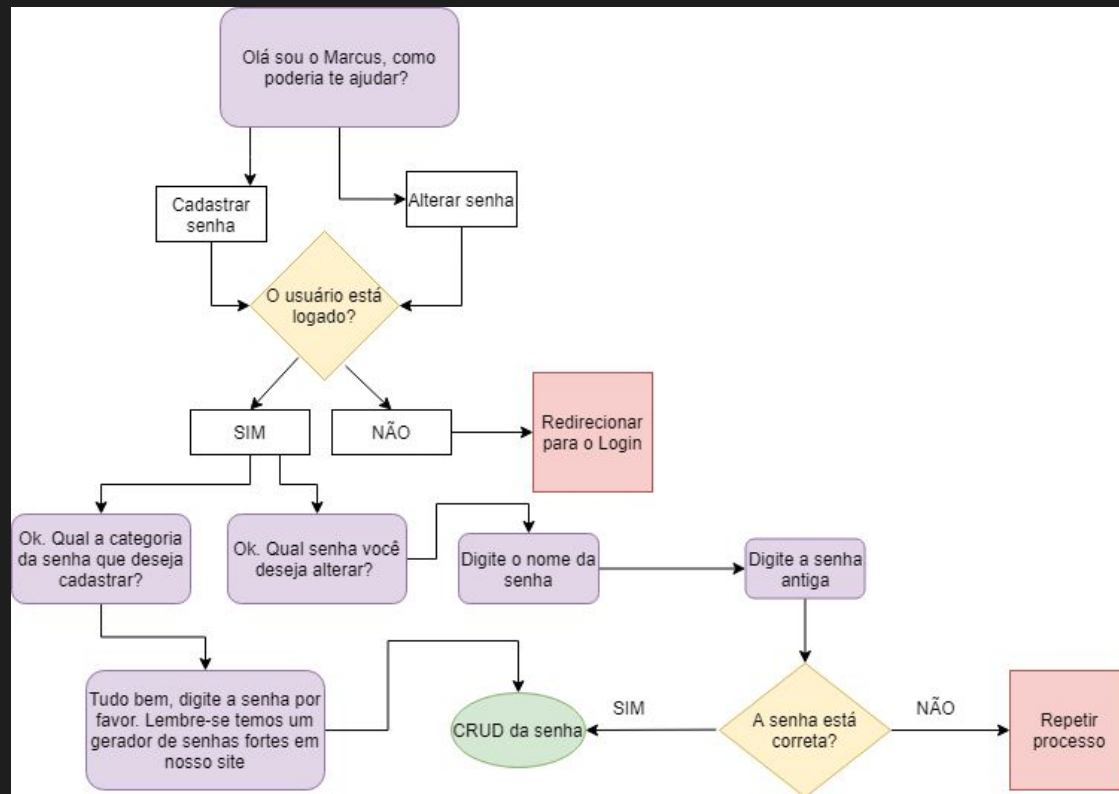 Olá sou o Marcus, como
poderia te ajudar?
Cadastrar
senha
Alterar senha
O usuário está
logado?
SIM
NÃO
Redirecionar
para o Login
Ok. Qual a categoria
da senha que deseja
cadastrar?
Ok. Qual senha você
deseja alterar?
Digite o nome da
senha
Digite a senha
antiga
Tudo bem, digite a senha por
favor. Lembre-se temos um
gerador de senhas fortes em
nosso site
CRUD da senha
SIM
A senha está
correta?
NÃO
Repetir
processo